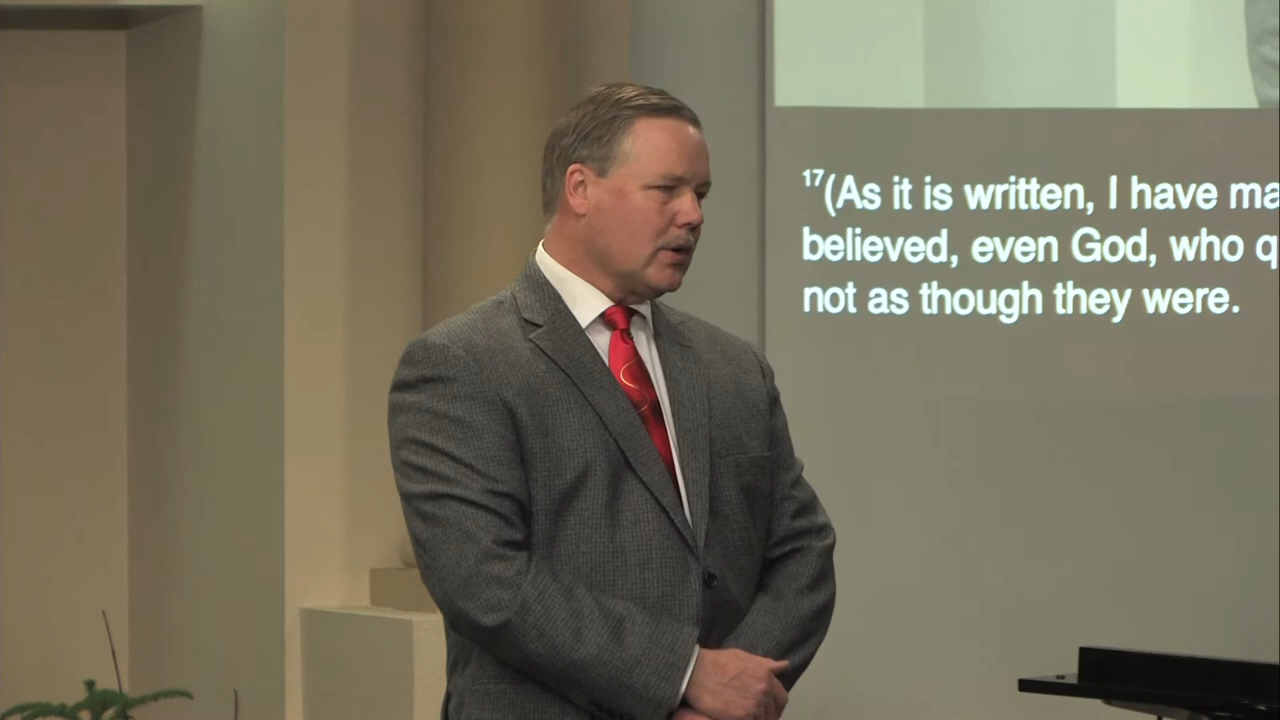 ¹⁷(As it is written, I have ma
believed, even God, who q
not as though they were.